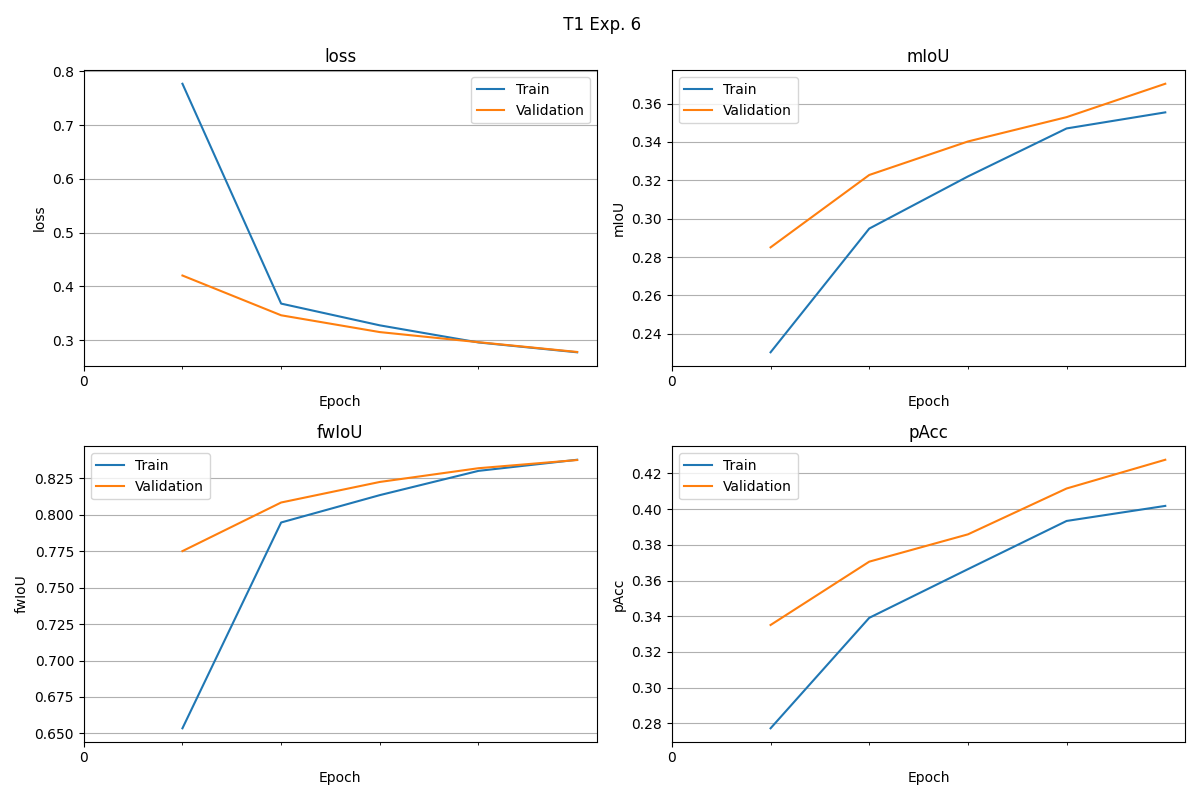 T1 Exp. 6
loss
0.8
0.7
0.6
0.5
0.4
0.3
loss
Train
Validation
0
Epoch
mIoU
0.36
0.34
0.32
0.30
0.28
0.26
0.24
mIoU
Train
Validation
0
Epoch
fwIoU
0.825
0.800
0.775
0.750
0.725
0.700
0.675
0.650
fwIoU
Train
Validation
0
Epoch
pAcc
0.42
0.40
0.38
0.36
0.34
0.32
0.30
0.28
pAcc
Train
Validation
0
Epoch